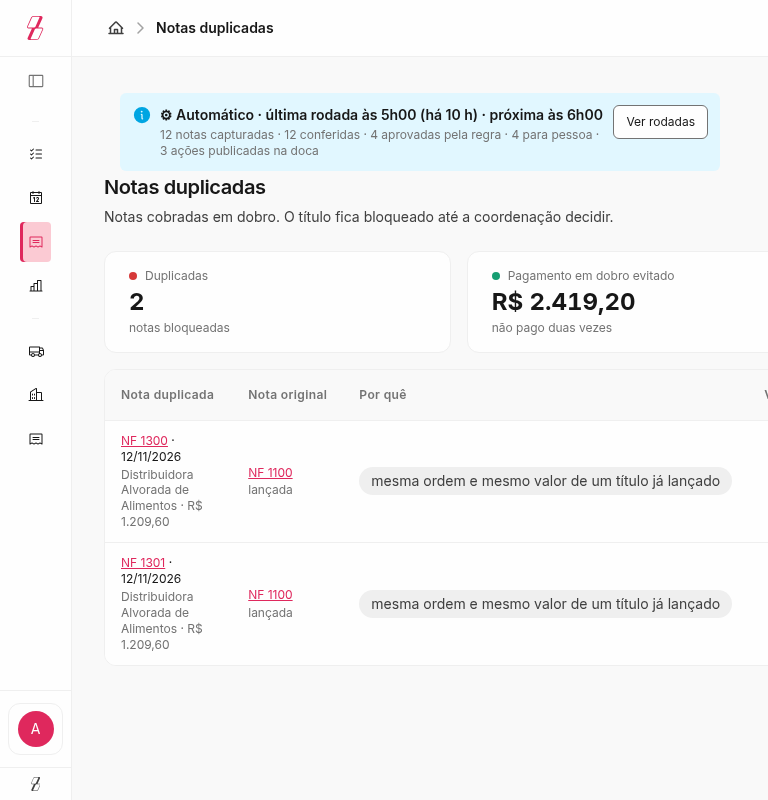 Notas duplicadas
⚙ Automático · última rodada às 5h00 (há 10 h) · próxima às 6h00
12 notas capturadas · 12 conferidas · 4 aprovadas pela regra · 4 para pessoa ·
3 ações publicadas na doca
Ver rodadas
12
Notas duplicadas
Notas cobradas em dobro. O título fica bloqueado até a coordenação decidir.
Duplicadas
2
notas bloqueadas
Pagamento em dobro evitado
R$ 2.419,20
não pago duas vezes
Nota duplicada
Nota original
Por quê
NF 1300 ·
12/11/2026
Distribuidora
Alvorada de
Alimentos · R$
1.209,60
NF 1100
lançada
mesma ordem e mesmo valor de um título já lançado
NF 1301 ·
12/11/2026
Distribuidora
Alvorada de
Alimentos · R$
1.209,60
NF 1100
lançada
mesma ordem e mesmo valor de um título já lançado
A